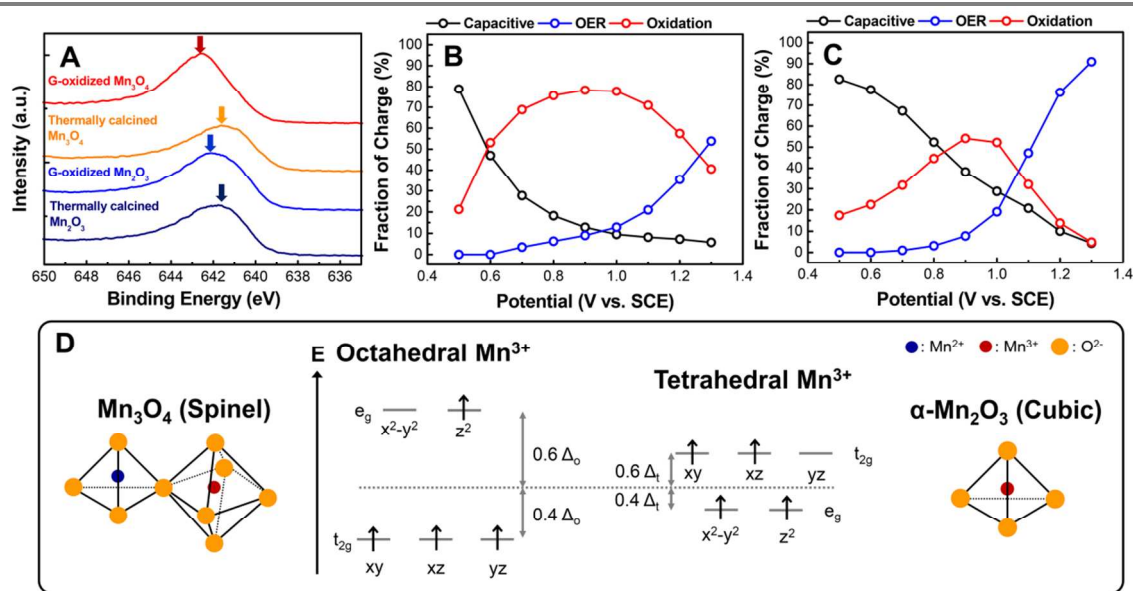 A
G-oxidized Mn₃O₄
Thermally calcined
Mn₃O₄
G-oxidized Mn₂O₃
Thermally calcined
Mn₂O₃
Intensity (a.u.)
650 648 646 644 642 640 638 636
Binding Energy (eV)
Capacitive OER Oxidation
B
100
90
80
70
60
50
40
30
20
10
0
Fraction of Charge (%)
0.4 0.6 0.8 1.0 1.2 1.4
Potential (V vs. SCE)
Capacitive OER Oxidation
C
100
90
80
70
60
50
40
30
20
10
0
Fraction of Charge (%)
0.4 0.6 0.8 1.0 1.2 1.4
Potential (V vs. SCE)
D
Mn₃O₄ (Spinel)
E Octahedral Mn³⁺
e_g
x²-y² z²
0.6 Δ_o
0.4 Δ_o
t₂g
xy xz yz
Tetrahedral Mn³⁺
t₂g
xy xz yz
0.6 Δ_t
0.4 Δ_t
e_g
x²-y² z²
: Mn²⁺ : Mn³⁺ : O²⁻
α-Mn₂O₃ (Cubic)